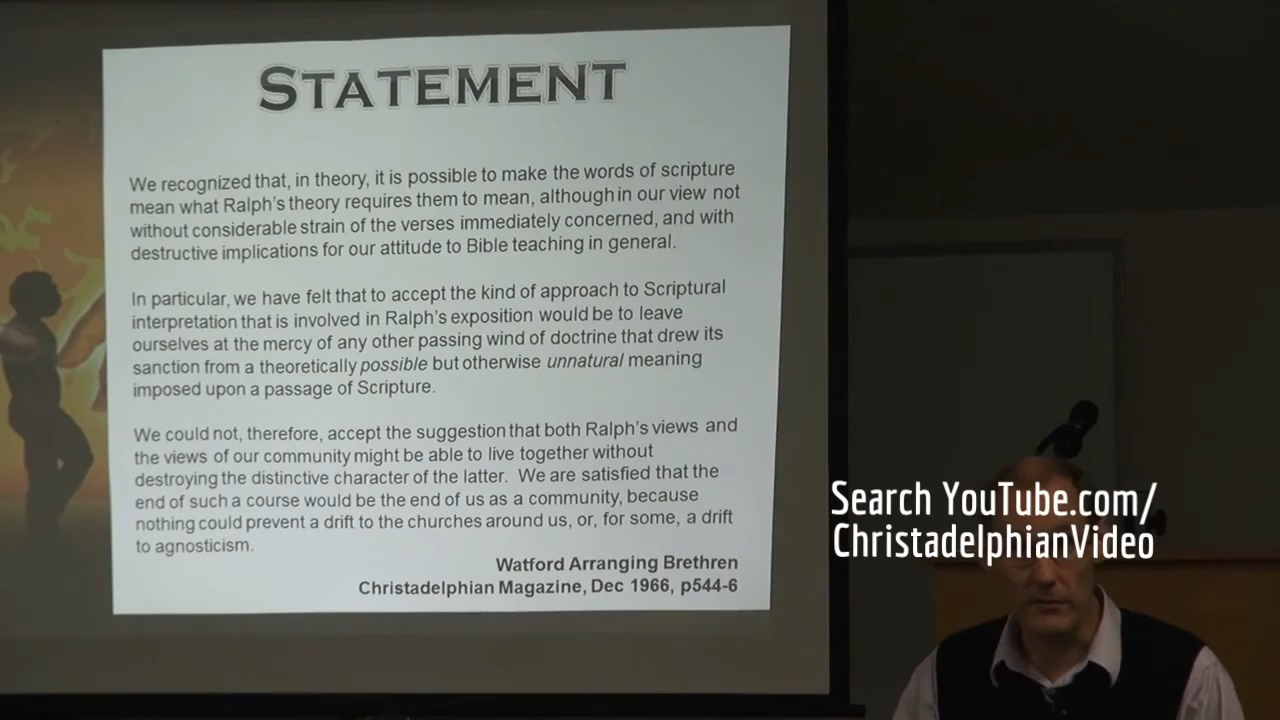 STATEMENT
We recognized that, in theory, it is possible to make the words of scripture
mean what Ralph's theory requires them to mean, although in our view not
without considerable strain of the verses immediately concerned, and with
destructive implications for our attitude to Bible teaching in general.
In particular, we have felt that to accept the kind of approach to Scriptural
interpretation that is involved in Ralph's exposition would be to leave
ourselves at the mercy of any other passing wind of doctrine that drew its
sanction from a theoretically possible but otherwise unnatural meaning
imposed upon a passage of Scripture.
We could not, therefore, accept the suggestion that both Ralph's views and
the views of our community might be able to live together without
destroying the distinctive character of the latter. We are satisfied that the
end of such a course would be the end of us as a community, because
nothing could prevent a drift to the churches around us, or, for some, a drift
to agnosticism.
Watford Arranging Brethren
Christadelphian Magazine, Dec 1966, p544-6
Search YouTube.com/
ChristadelphianVideo